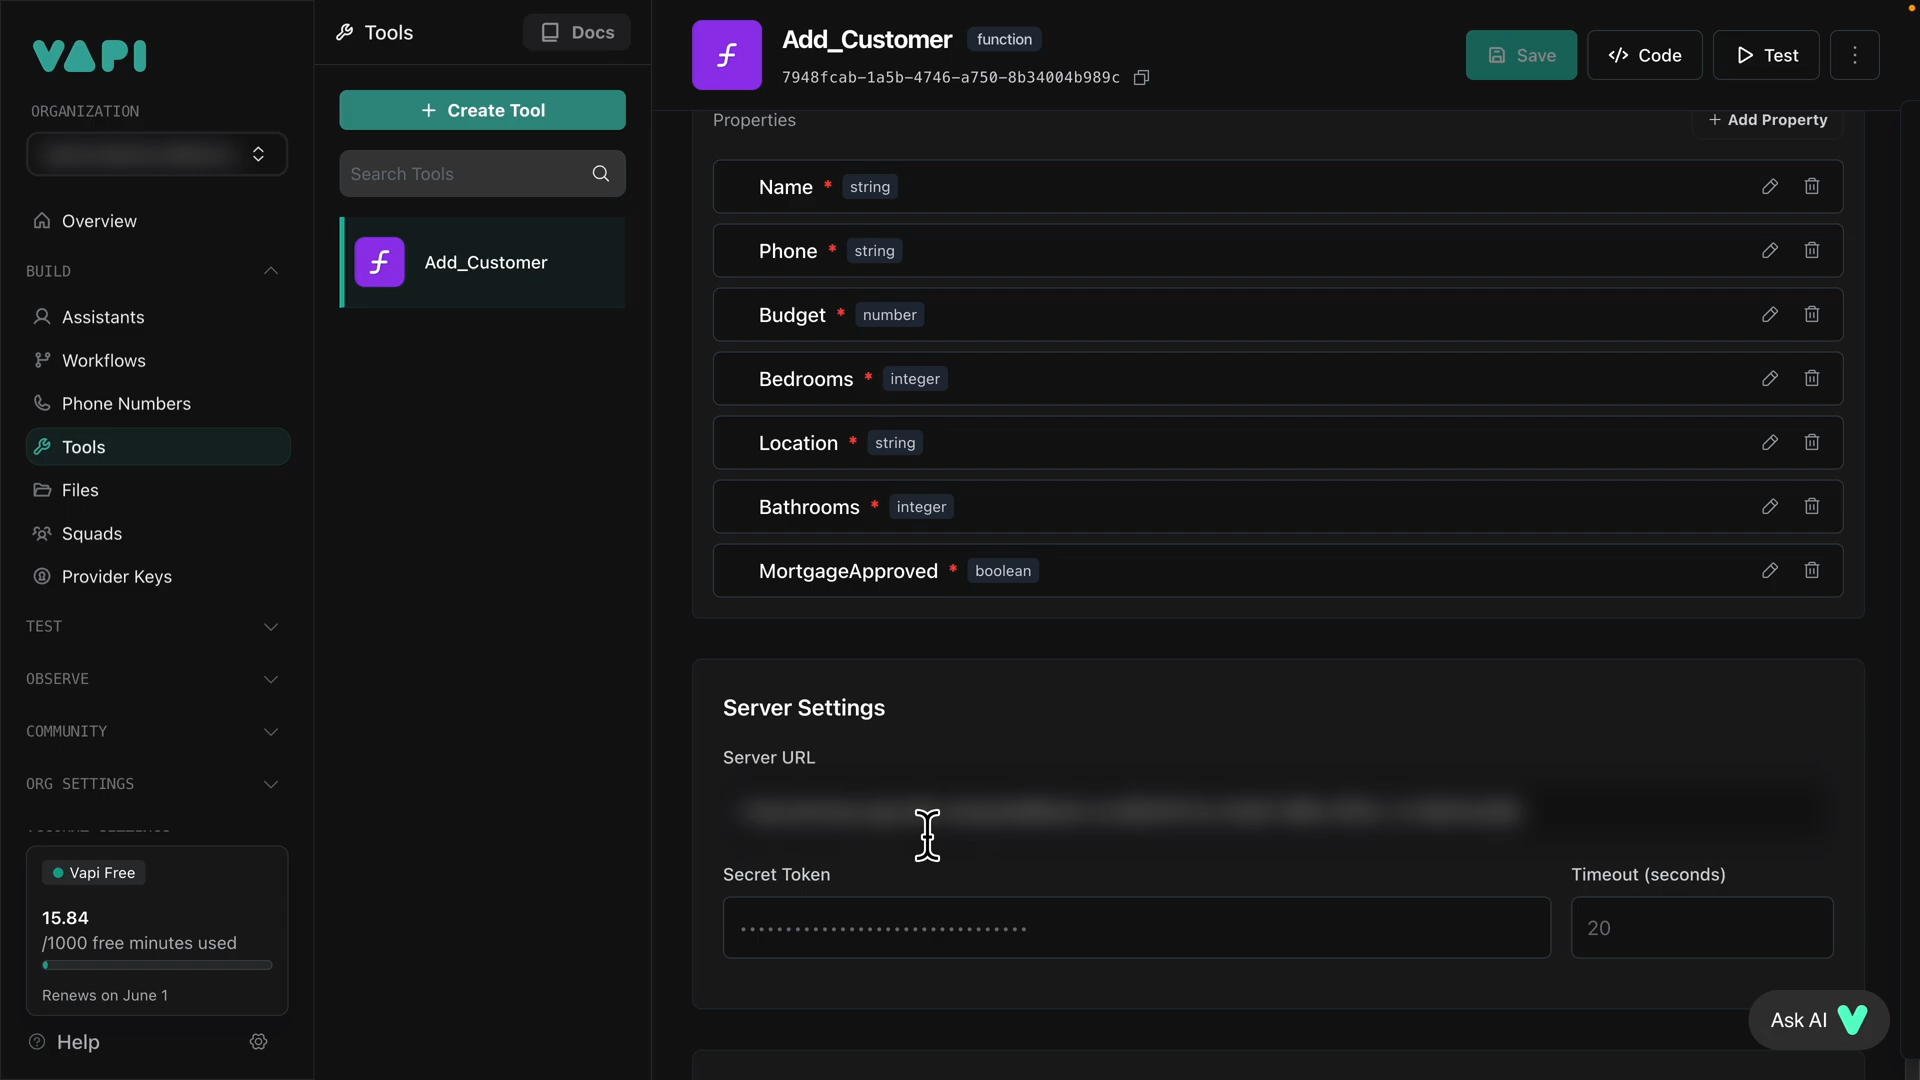 VAPI
ORGANIZATION
Overview
BUILD
Assistants
Workflows
Phone Numbers
Tools
Files
Squads
Provider Keys
TEST
OBSERVE
COMMUNITY
ORG SETTINGS
Vapi Free
15.84
/1000 free minutes used
Renews on June 1
Help
Tools
Docs
+ Create Tool
Search Tools
Add_Customer
Add_Customer function
7948fcab-1a5b-4746-a750-8b34004b989c
Save
</> Code
Test
Properties
+ Add Property
Name * string
Phone * string
Budget * number
Bedrooms * integer
Location * string
Bathrooms * integer
MortgageApproved * boolean
Server Settings
Server URL
Secret Token
Timeout (seconds)
20
Ask AI